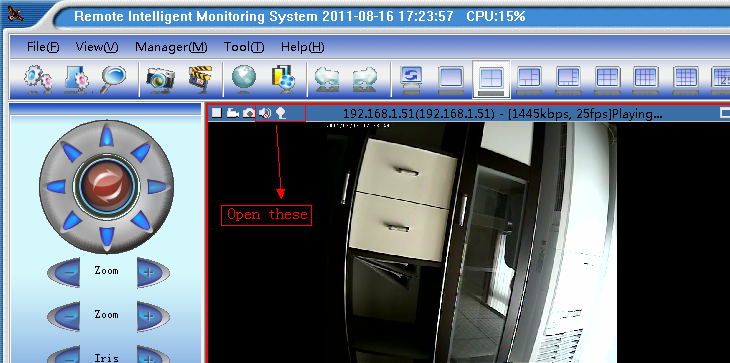 Remote Intelligent Monitoring System 2011-08-16 17:23:57 CPU:15%
File(F) View(V) Manager(M) Tool(T) Help(H)
192.168.1.51(192.168.1.51) - [1445kbps, 25fps]Playing...
Open these
Zoom
Zoom
Iris